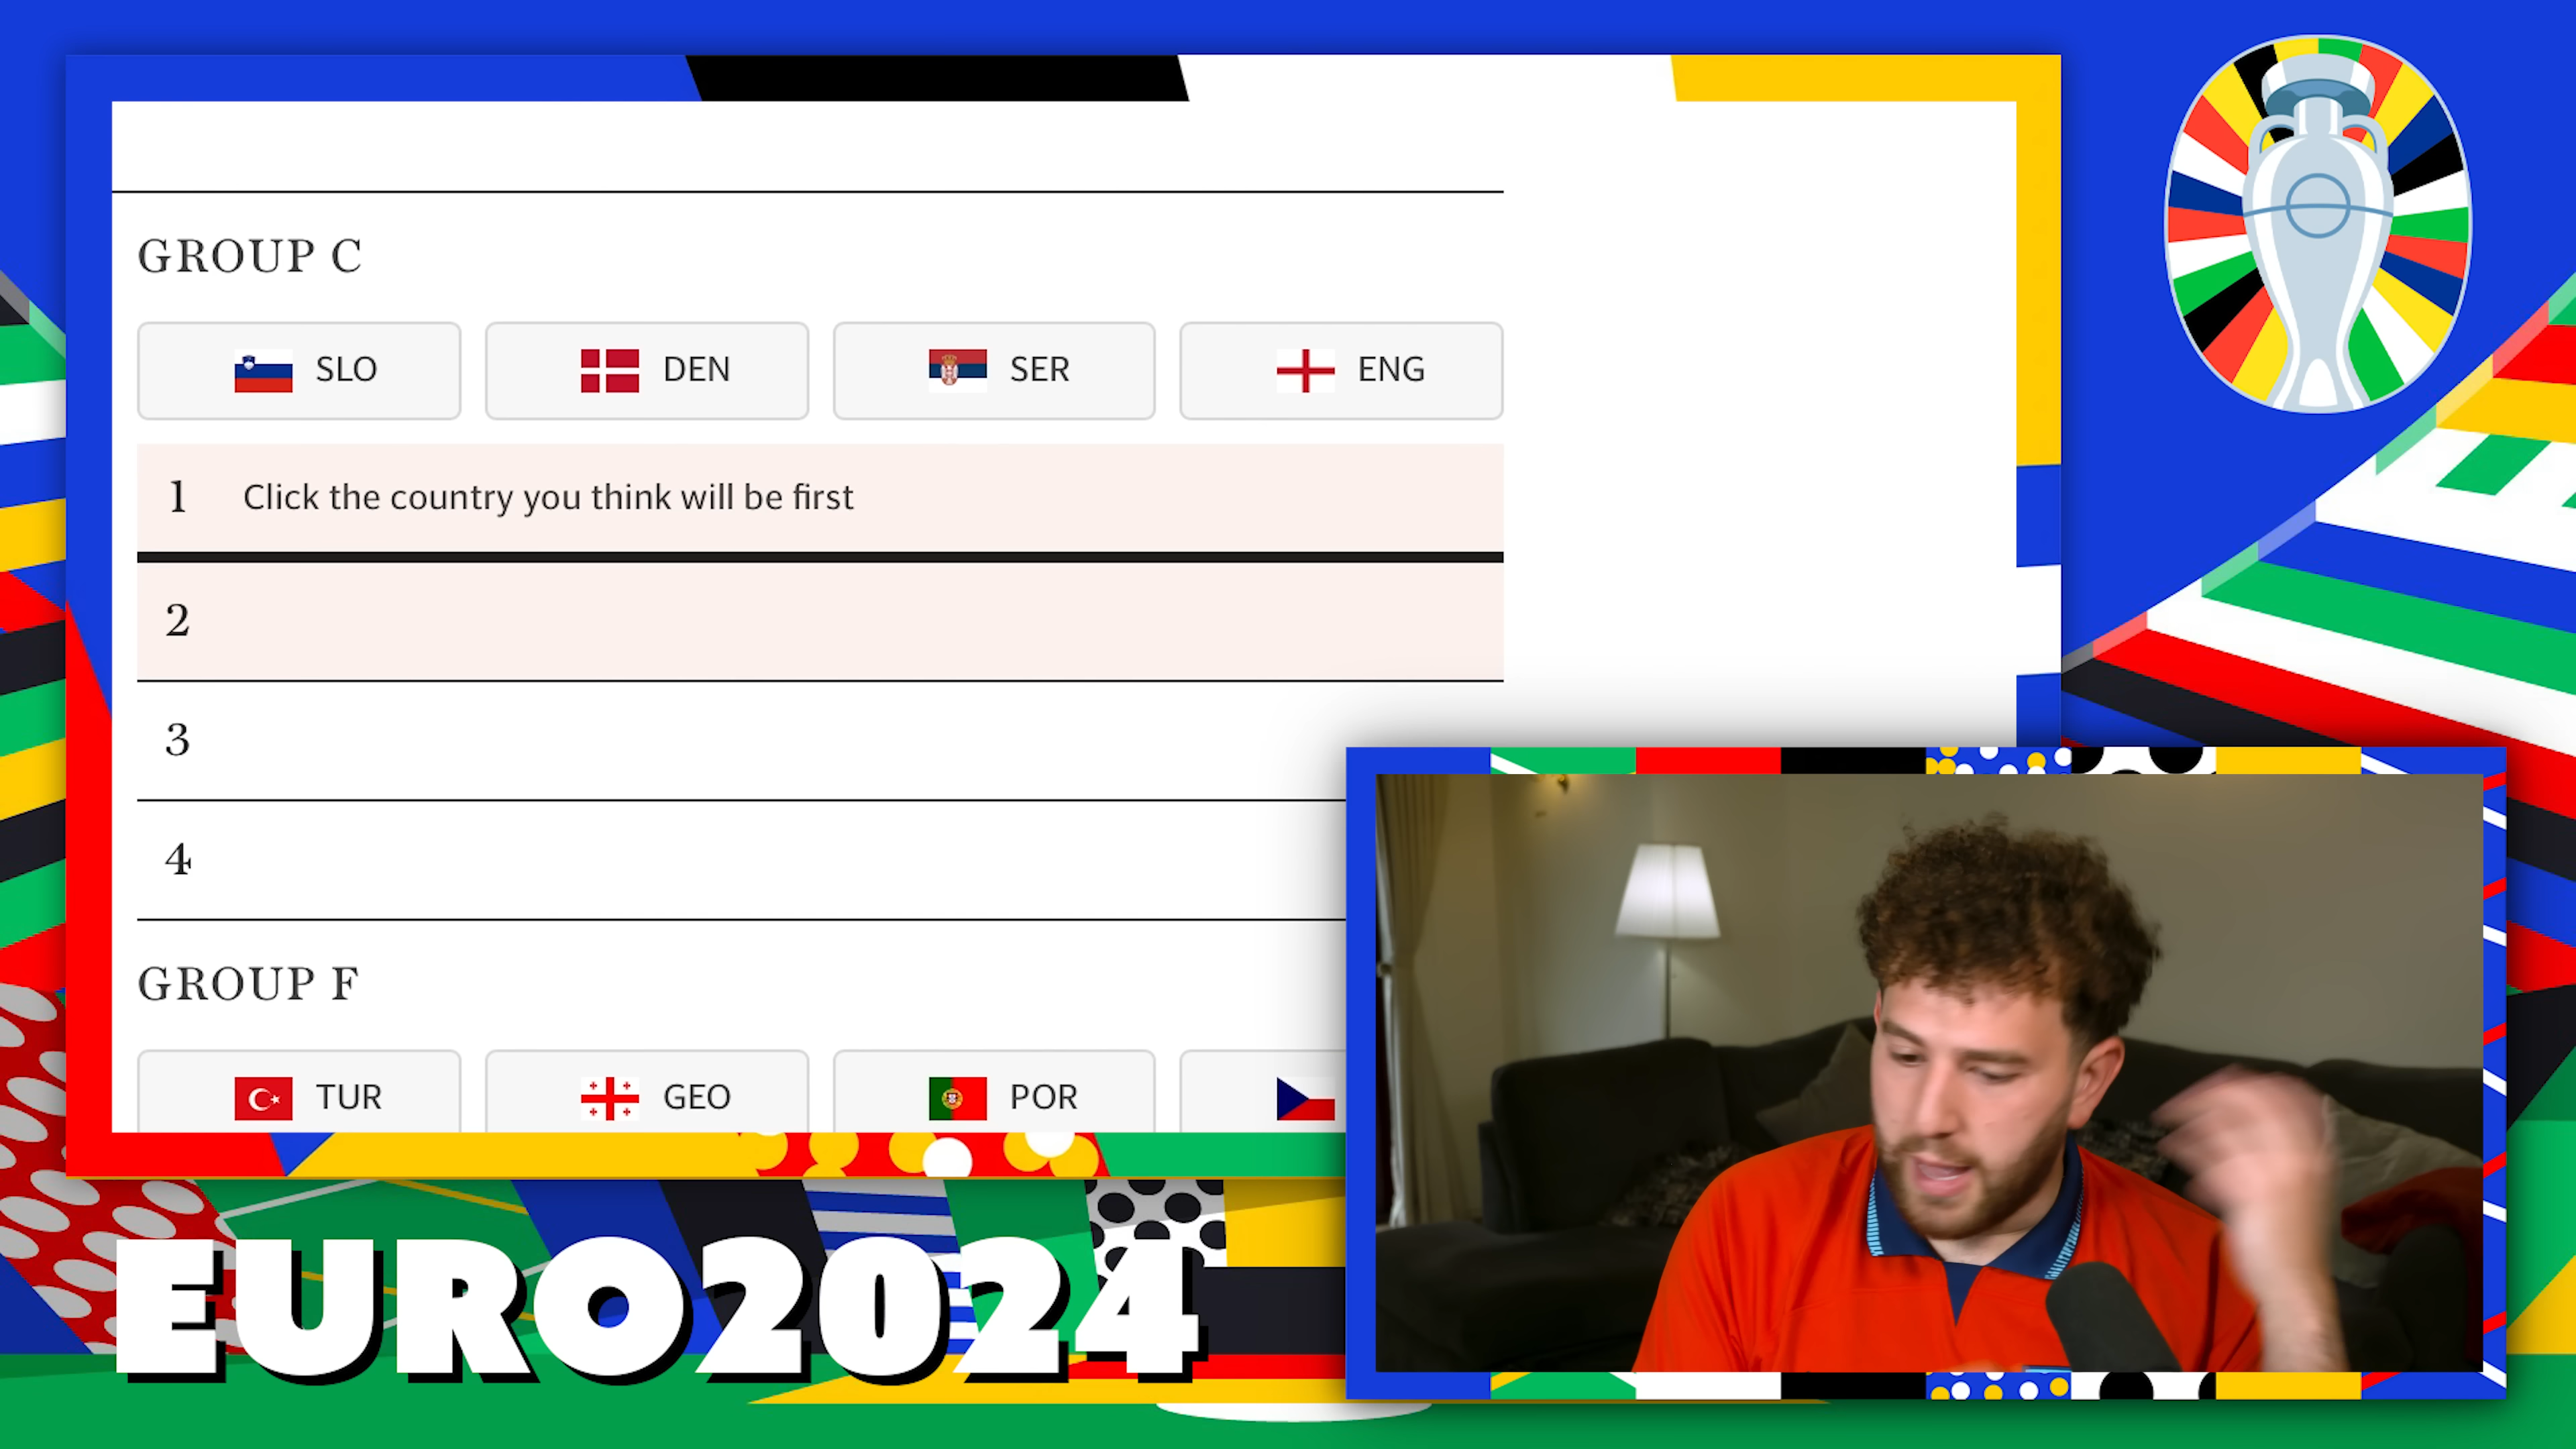 GROUP C
SLO DEN SER ENG
1 Click the country you think will be first
2
3
4
GROUP F
TUR GEO POR
EURO2024